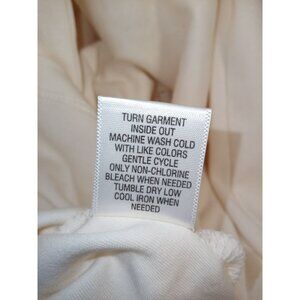 TURN GARMENT
INSIDE OUT
MACHINE WASH COLD
WITH LIKE COLORS
GENTLE CYCLE
ONLY NON-CHLORINE
BLEACH WHEN NEEDED
TUMBLE DRY LOW
COOL IRON WHEN
NEEDED